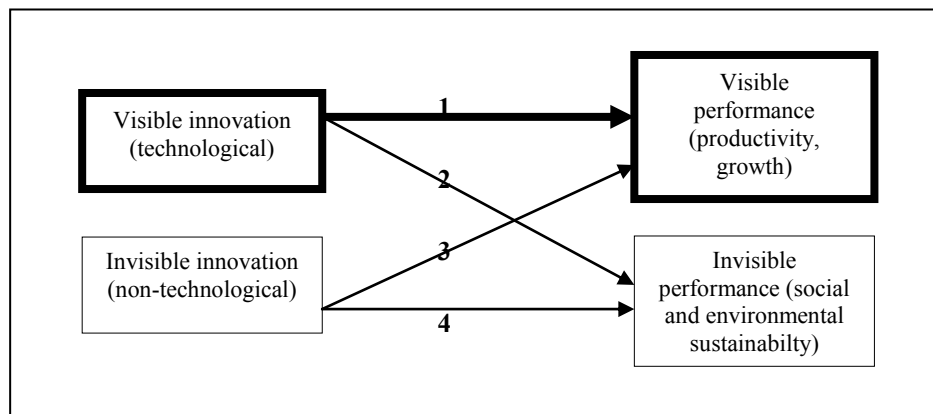 Visible innovation
(technological)
1
Visible
performance
(productivity,
growth)
2
3
Invisible innovation
(non-technological)
4
Invisible
performance (social
and environmental
sustainabilty)